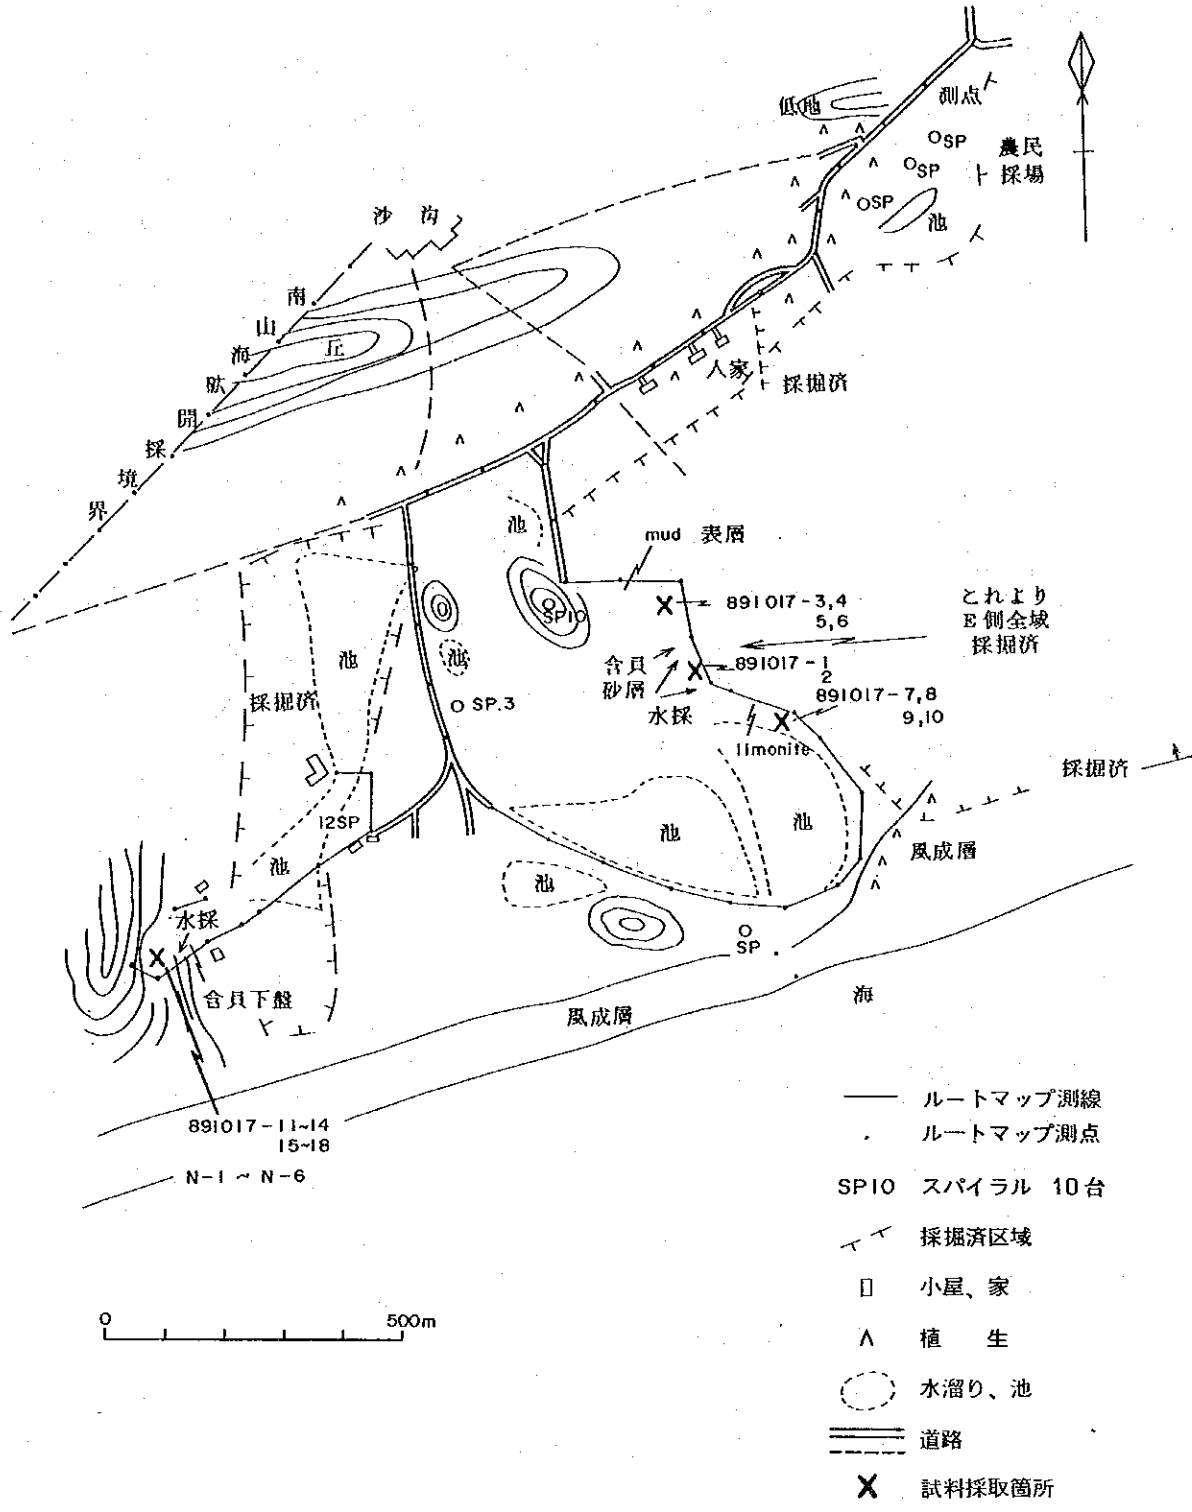 低地
測点
SP
SP
SP
農民
採場
池
沙 沟
南山海肱開採境界
丘
人家
採掘済
池
mud 表層
SP10
891017-3,4
5,6
これより
E側全域
採掘済
含貝
砂層
891017-1
2
水採
891017-7,8
9,10
limonite
池
池
採掘済
SP.3
12SP
池
池
池
池
採掘済
風成層
水採
含貝下盤
SP
海
風成層
891017-11~14
15~18
N-1 ~ N-6
ルートマップ測線
ルートマップ測点
SP10 スパイラル 10台
採掘済区域
小屋、家
植 生
水溜り、池
道路
試料採取箇所
0 500m